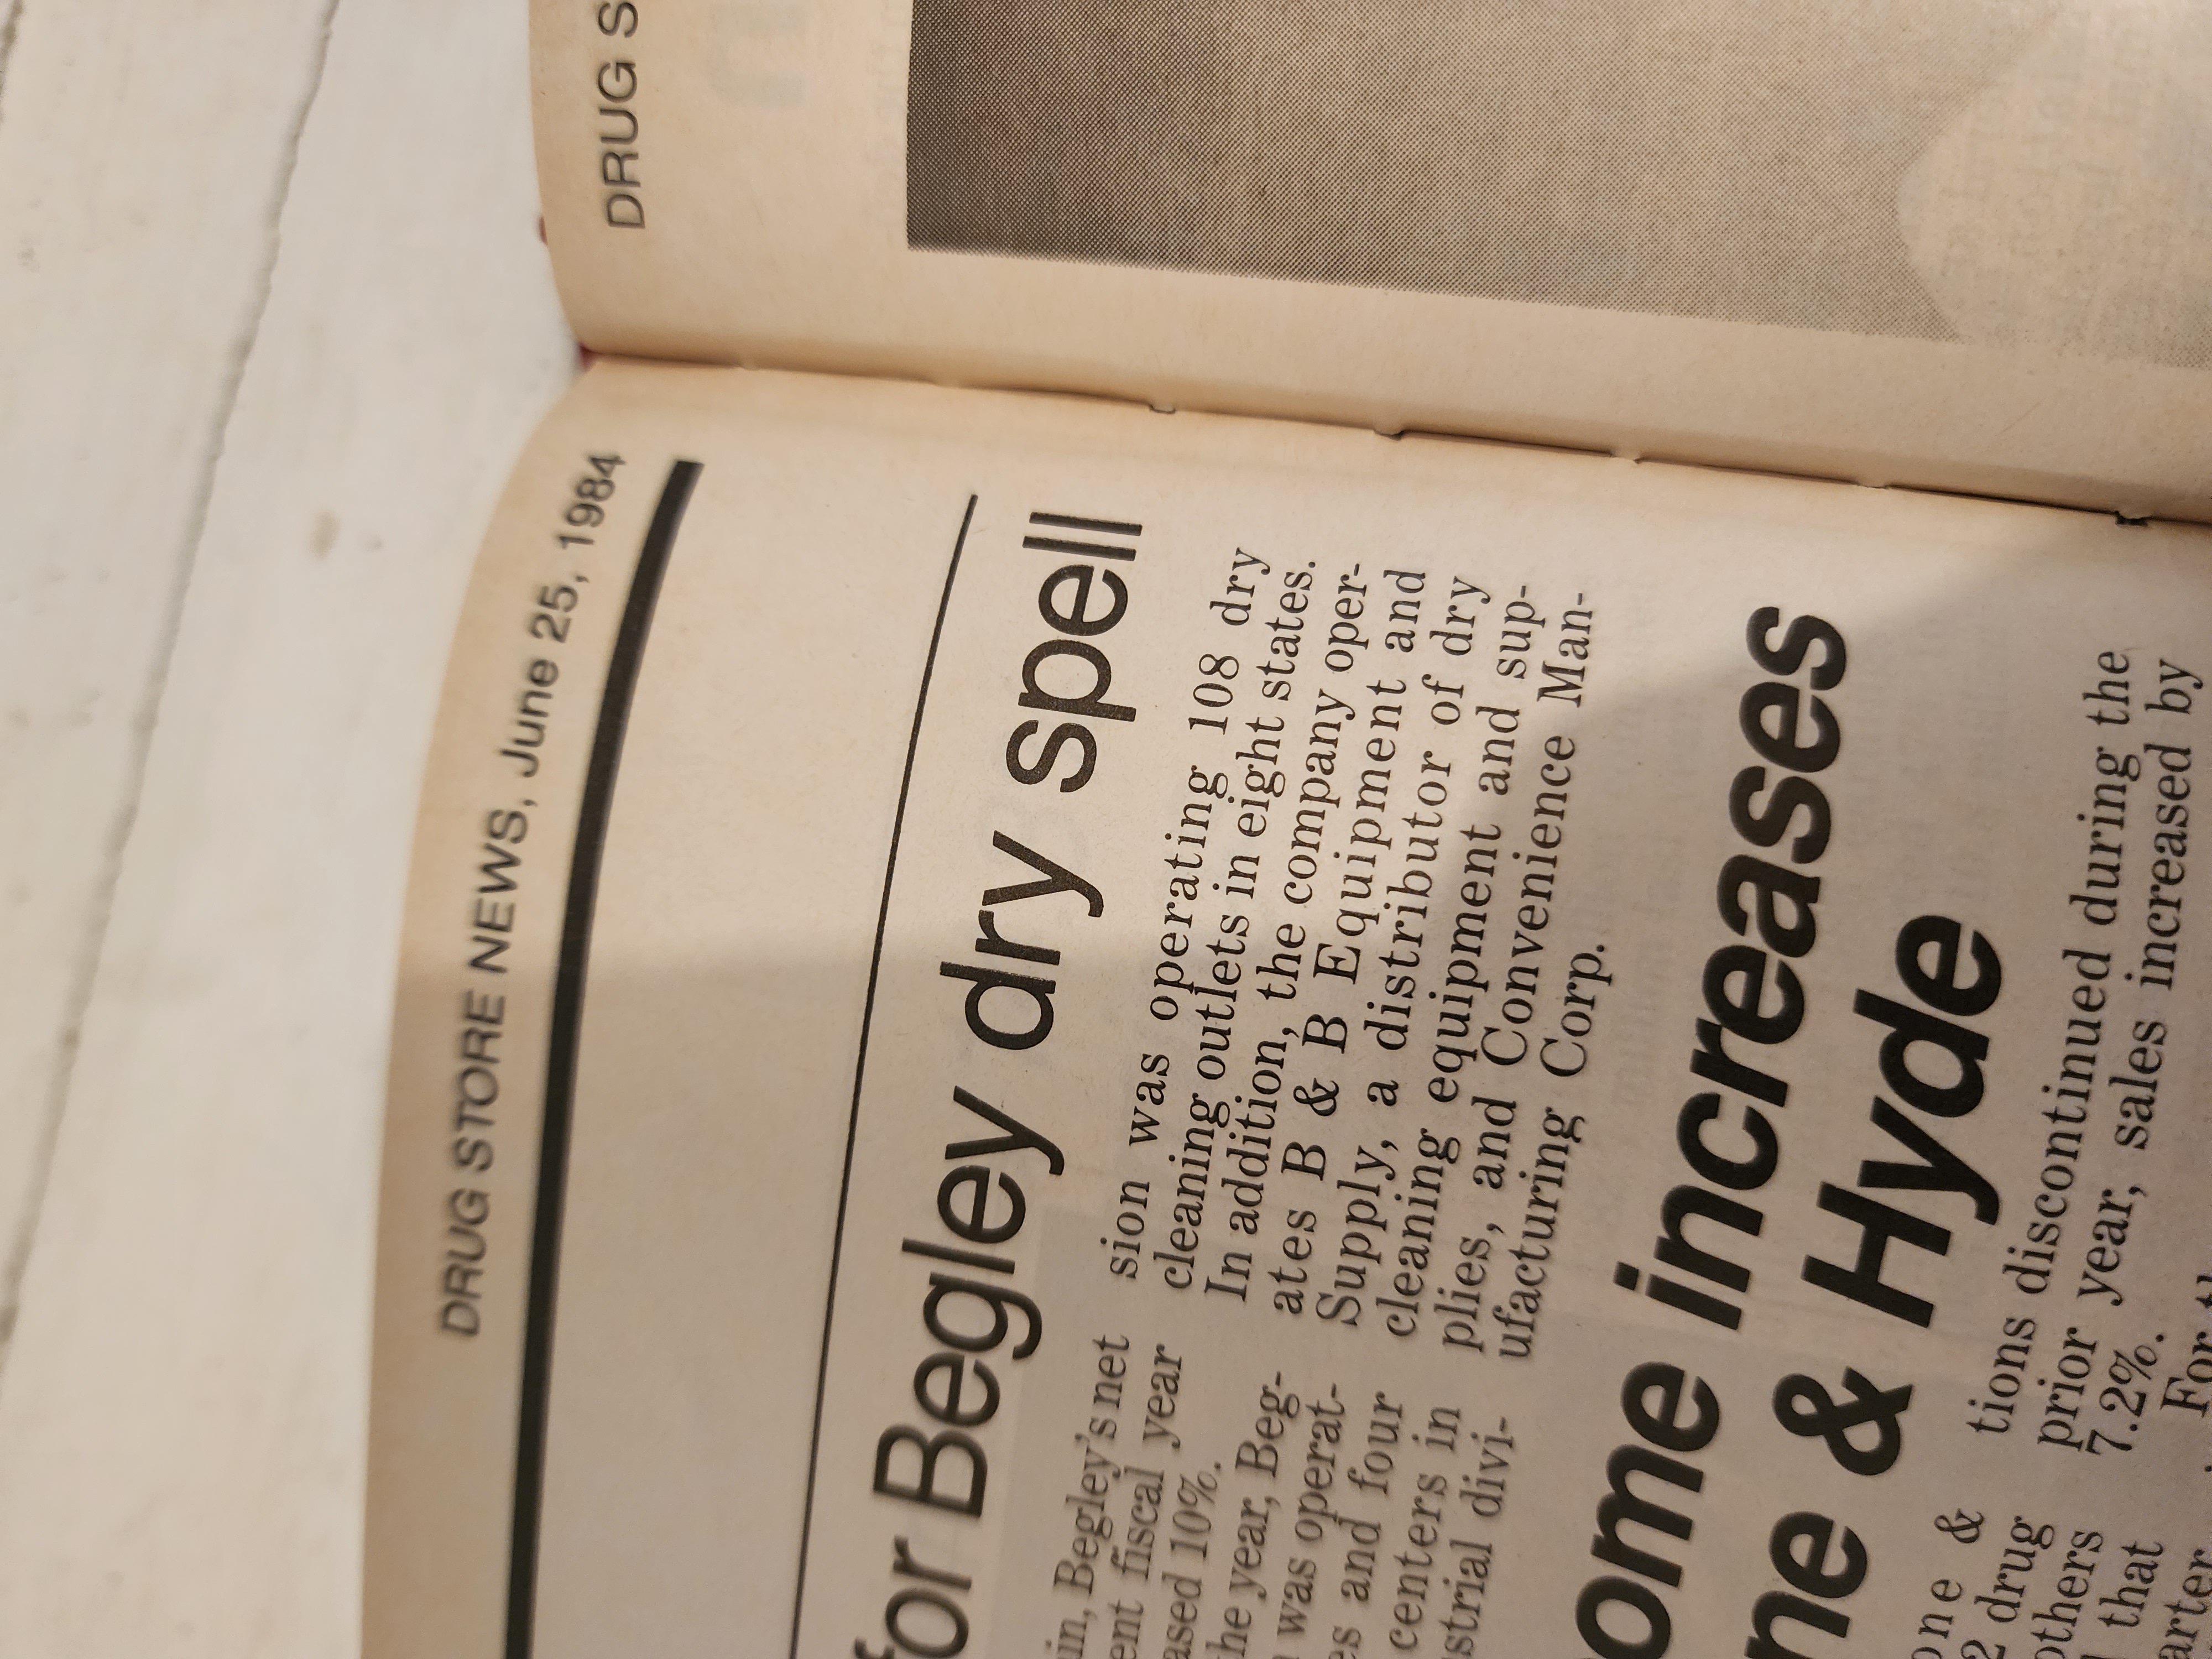 DRUG S
DRUG STORE NEWS, June 25, 1984
for Begley dry spell
Begley's net
fiscal year
10%.
the year, Beg-
was operat-
and four
centers in
divi-
sion was operating 108 dry
cleaning outlets in eight states.
In addition, the company oper-
ates B & B Equipment and
Supply, a distributor of dry
cleaning equipment and sup-
plies, and Convenience Man-
ufacturing Corp.
increases
& Hyde
&
drug
others
that
tions discontinued during the
prior year, sales increased by
7.2%.